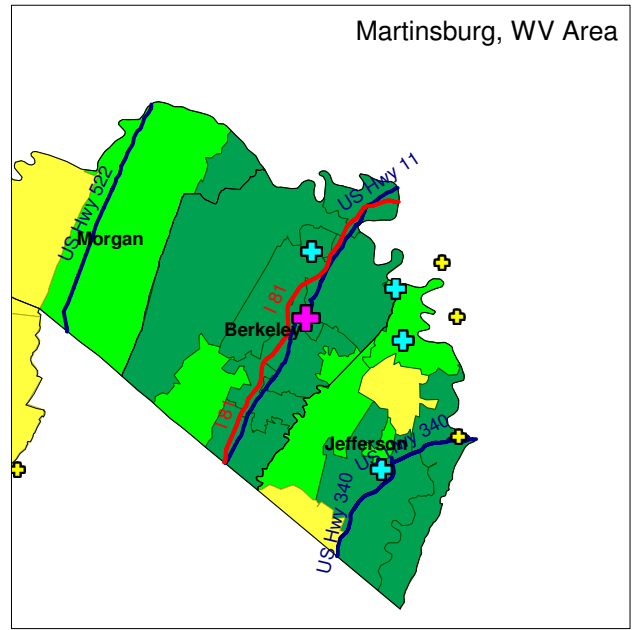 Martinsburg, WV Area
US Hwy 11
US Hwy 522
Morgan
I 81
Berkeley
I 81
Jefferson
US Hwy 340
US Hwy 340